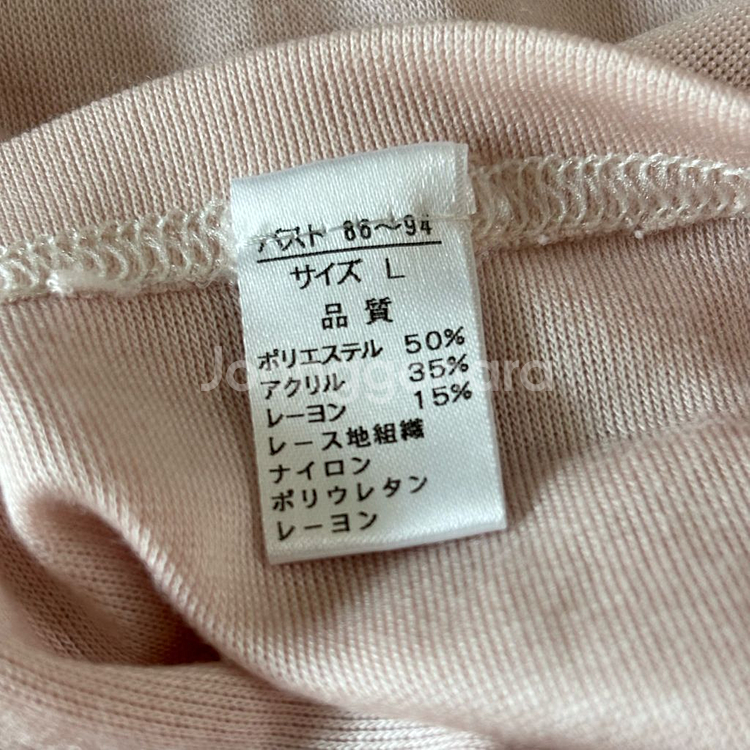 バスト 86～94
サイズ L
品質
ポリエステル 50%
アクリル 35%
レーヨン 15%
レース地組織
ナイロン
ポリウレタン
レーヨン